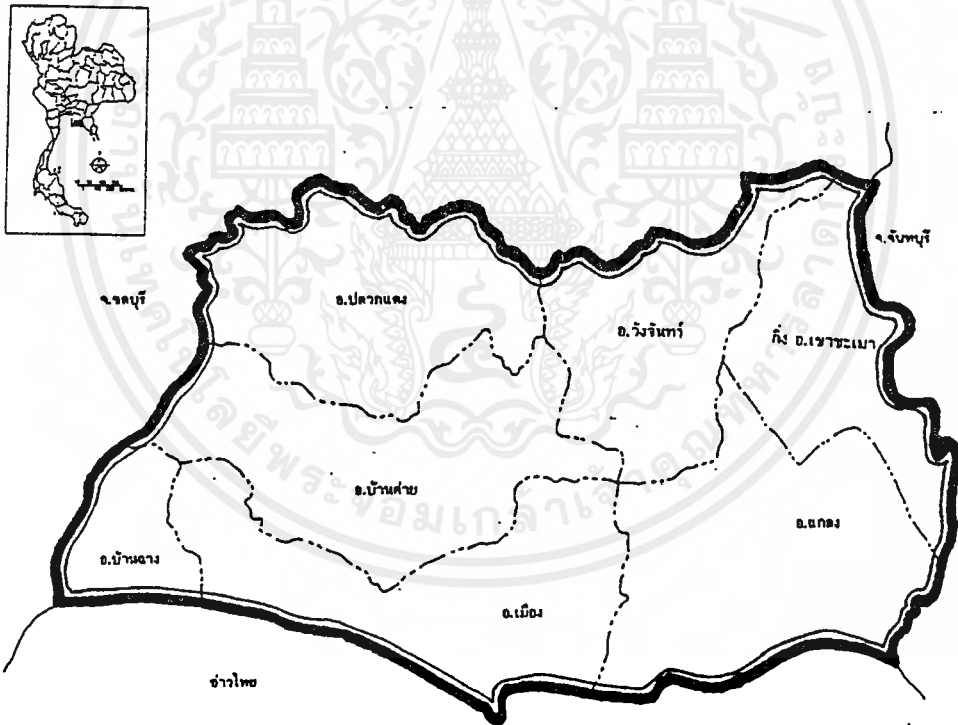 จ.จันทบุรี
จ.ชลบุรี
อ.ปลวกแดง
อ.วังจันทร์
กิ่ง อ.เขาชะเมา
อ.บ้านค่าย
อ.แกลง
อ.บ้านฉาง
อ.เมือง
อ่าวไทย